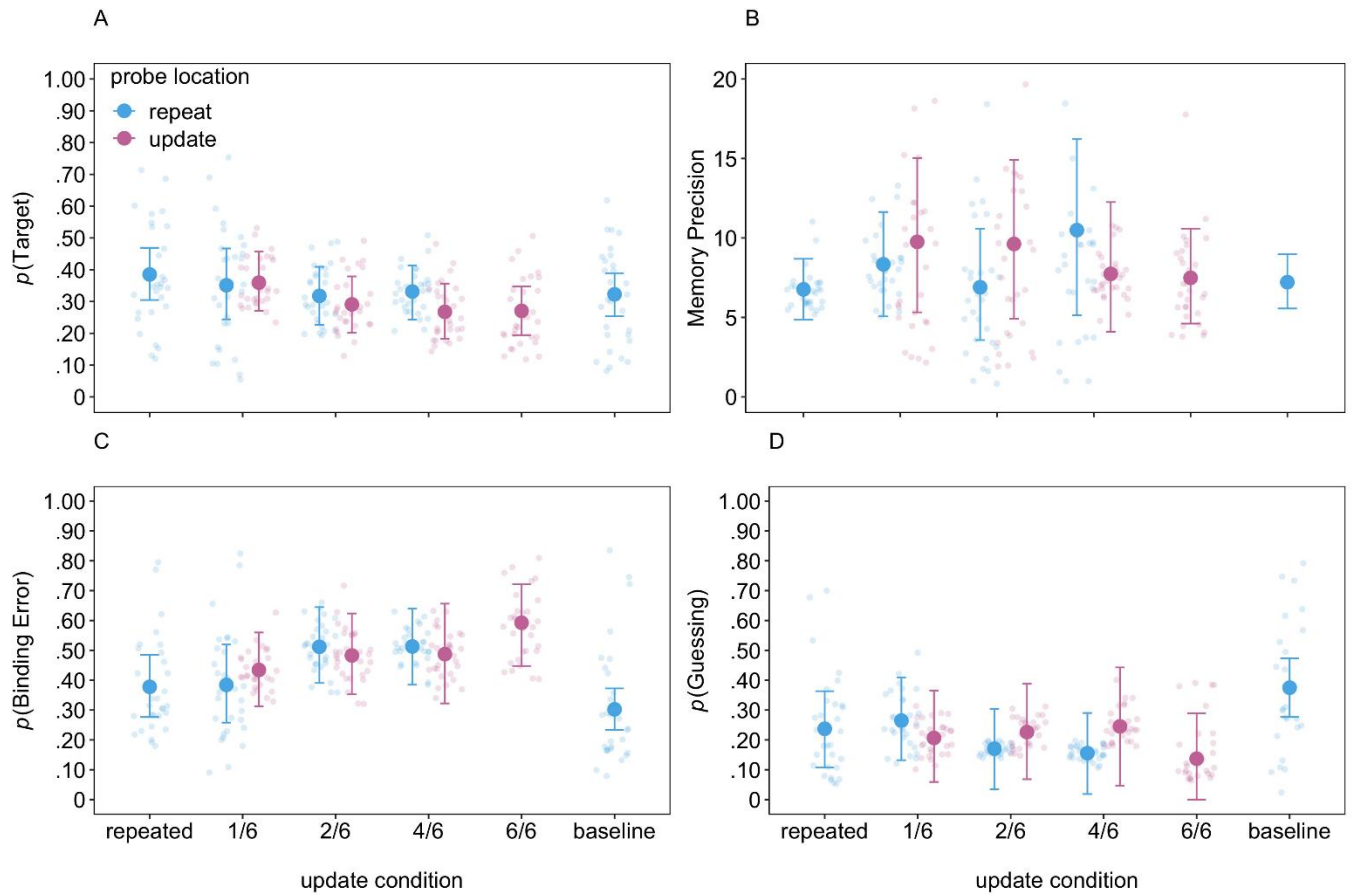 A
p(Target)
1.00
.90
.80
.70
.60
.50
.40
.30
.20
.10
0
probe location
repeat
update
B
Memory Precision
20
15
10
5
0
C
p(Binding Error)
1.00
.90
.80
.70
.60
.50
.40
.30
.20
.10
0
repeated 1/6 2/6 4/6 6/6 baseline
update condition
D
p(Guessing)
1.00
.90
.80
.70
.60
.50
.40
.30
.20
.10
0
repeated 1/6 2/6 4/6 6/6 baseline
update condition